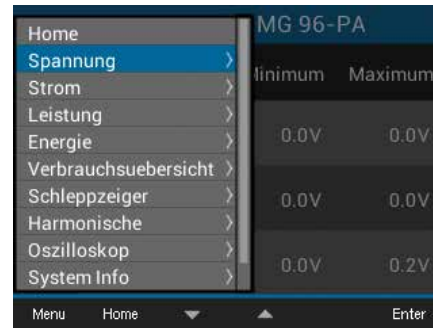 MG 96-PA
Home
Spannung
Strom
Leistung
Energie
Verbrauchsuebersicht
Schleppzeiger
Harmonische
Oszilloskop
System Info
Minimum Maximum
0.0V 0.0V
0.0V 0.0V
0.0V 0.2V
Menu Home Enter